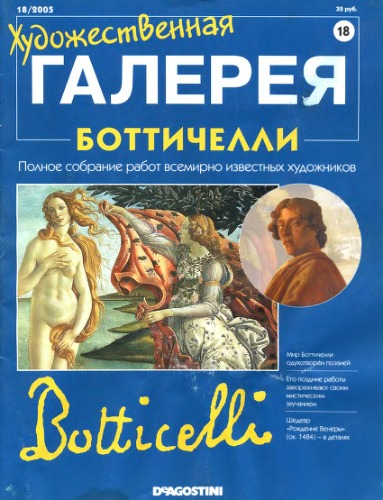 18/2005
35 руб.
Художественная
18
ГАЛЕРЕЯ
БОТТИЧЕЛЛИ
Полное собрание работ всемирно известных художников
Мир Боттичелли
одухотворён поэзией
Его поздние работы
завораживают своим
мистическим
звучанием
Шедевр
«Рождение Венеры»
(ок. 1484) – в деталях
Botticelli
DeAGOSTINI